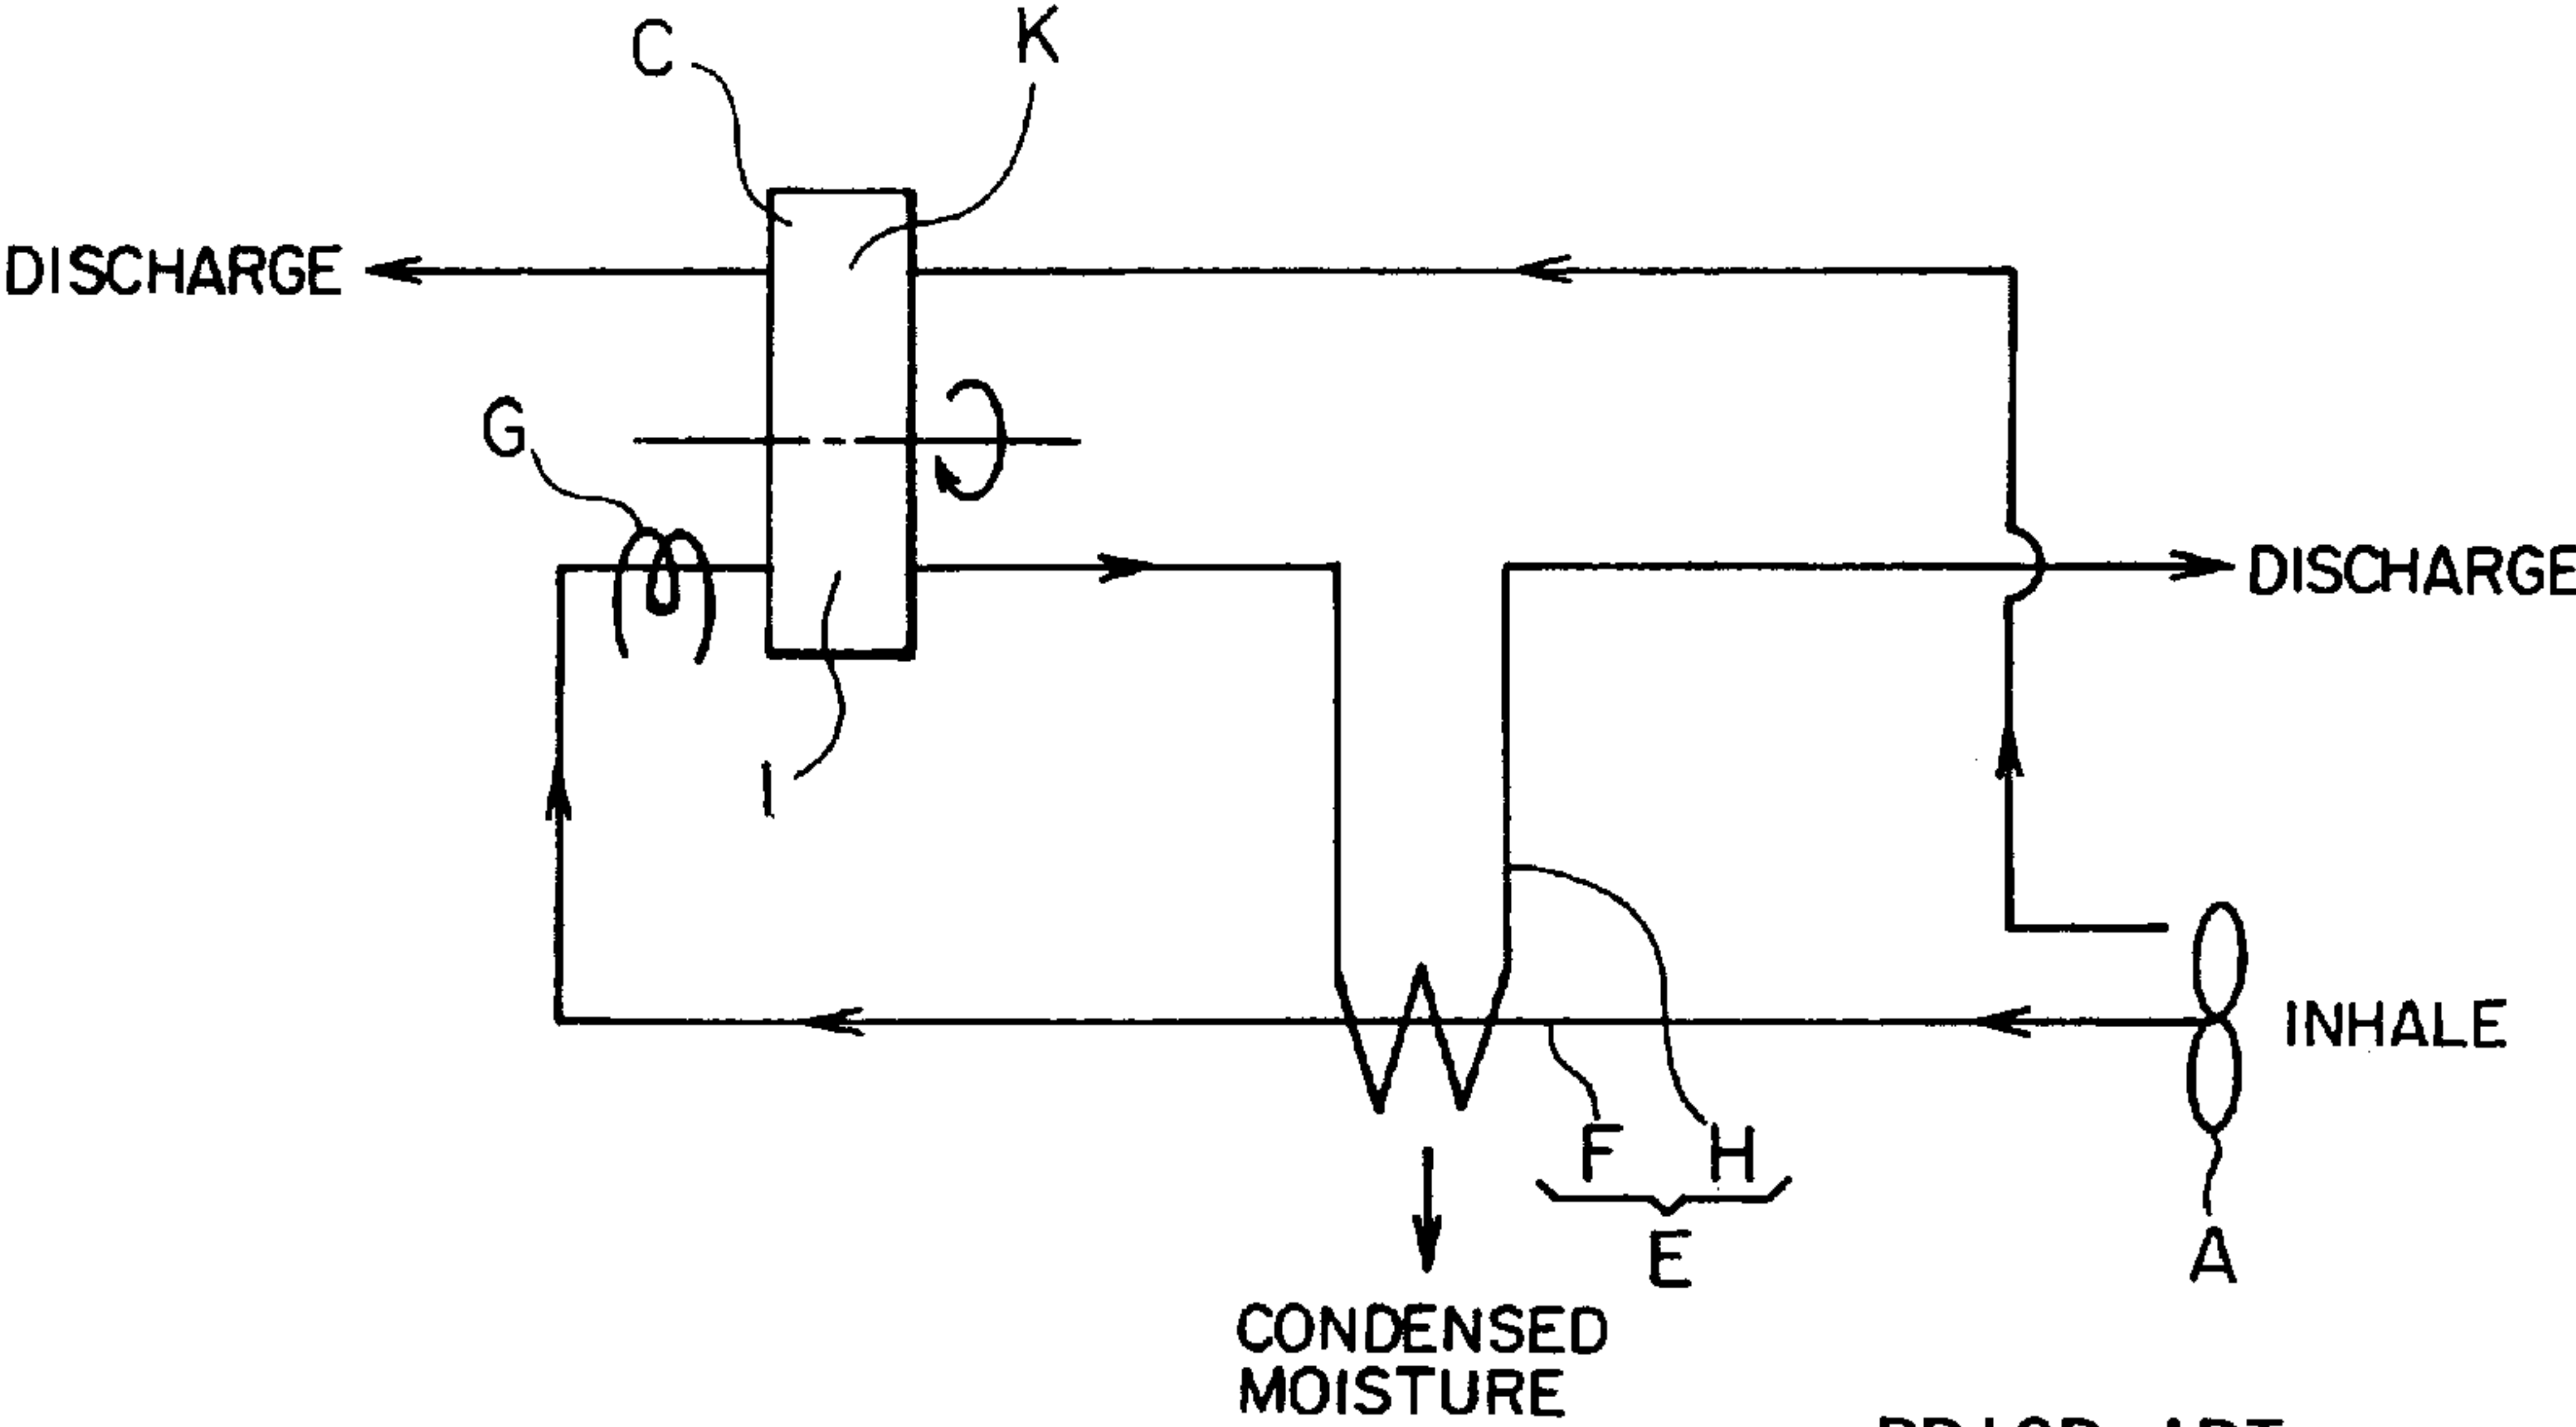 C
K
DISCHARGE
G
DISCHARGE
I
INHALE
F H
E
A
CONDENSED
MOISTURE